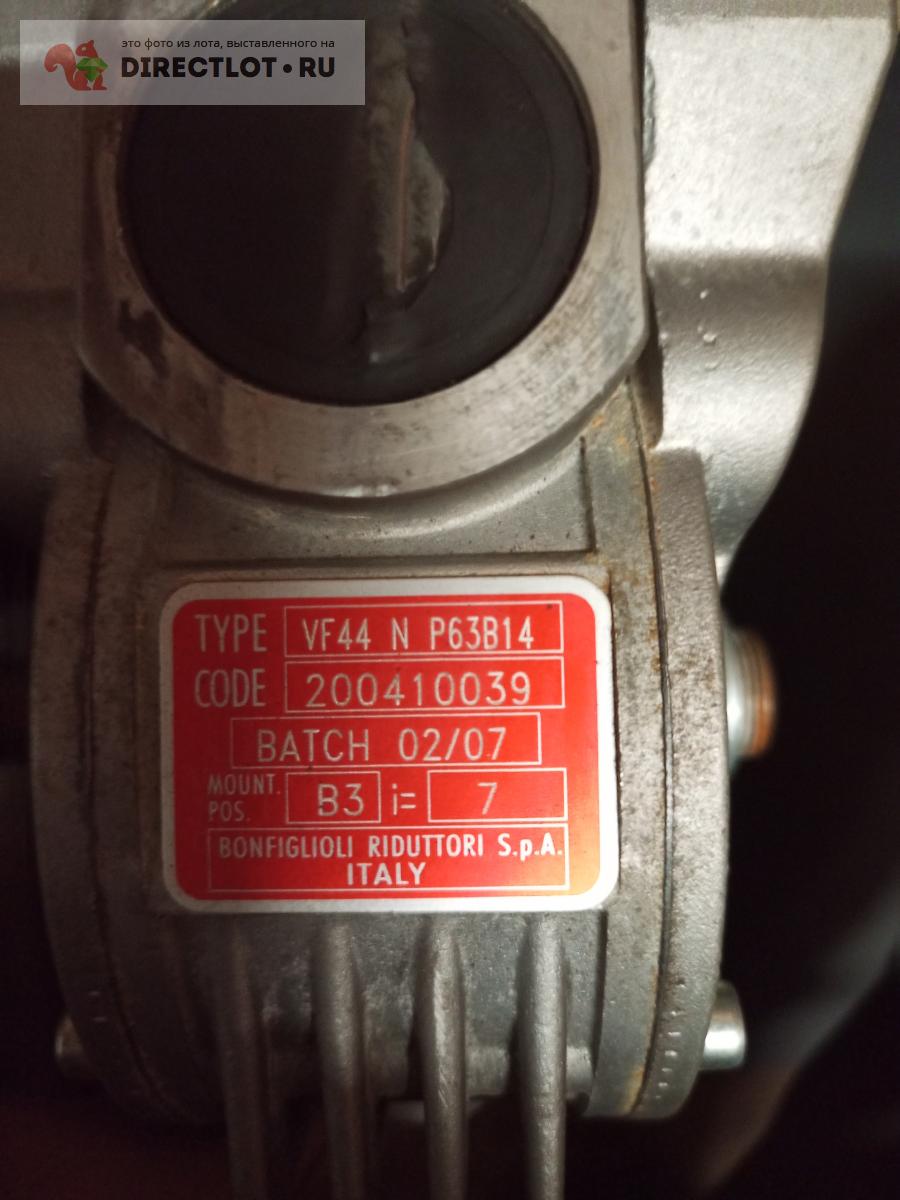 это фото из лота, выставленного на
DIRECTLOT•RU
TYPE VF44 N P63B14
CODE 200410039
BATCH 02/07
MOUNT. POS. B3 i= 7
BONFIGLIOLI RIDUTTORI S.p.A.
ITALY